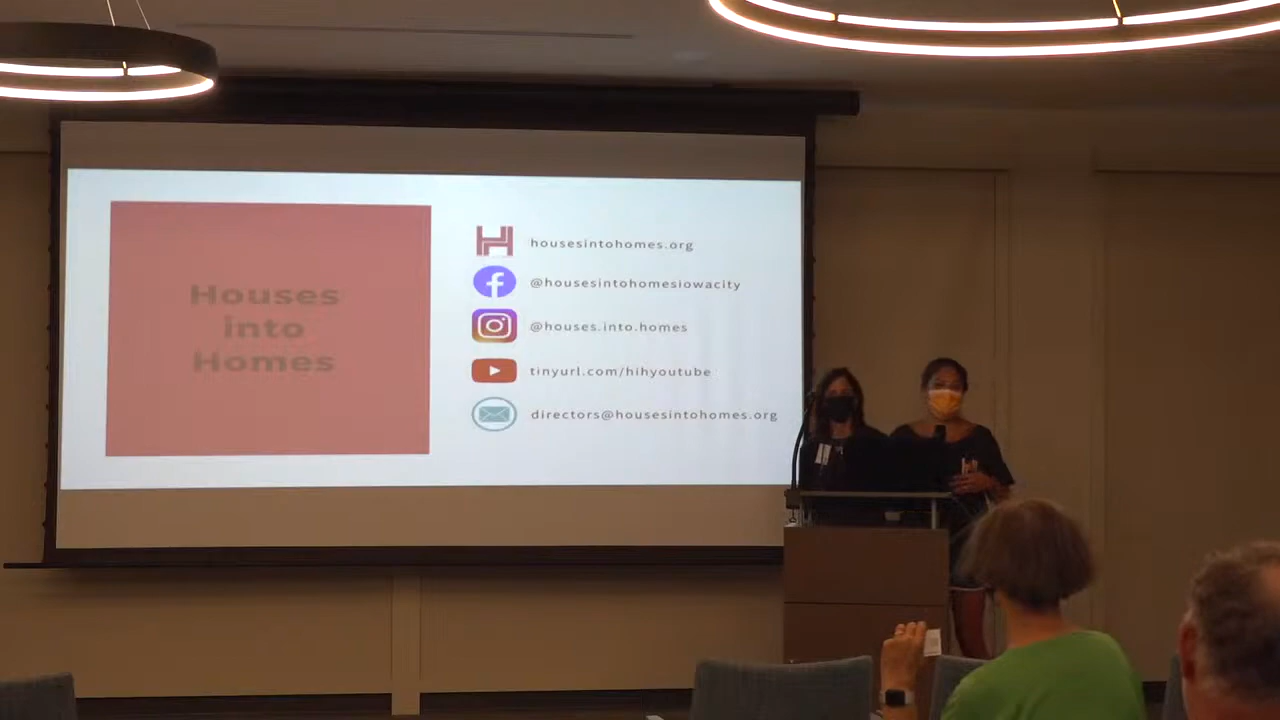 Houses
into
Homes
housesintohomes.org
@housesintohomesiowacity
@houses.into.homes
tinyurl.com/hihyoutube
directors@housesintohomes.org